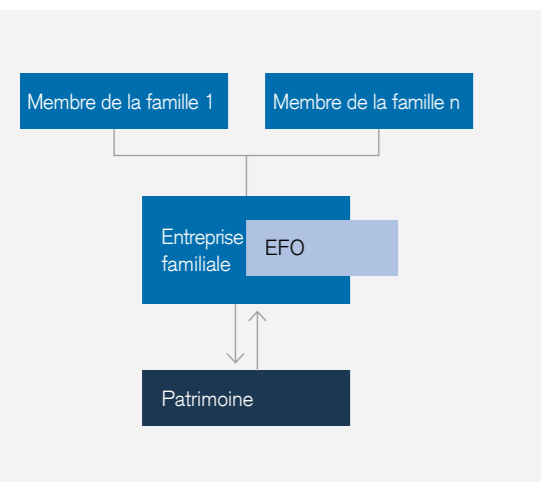 Membre de la famille 1
Membre de la famille n
Entreprise
familiale
EFO
Patrimoine